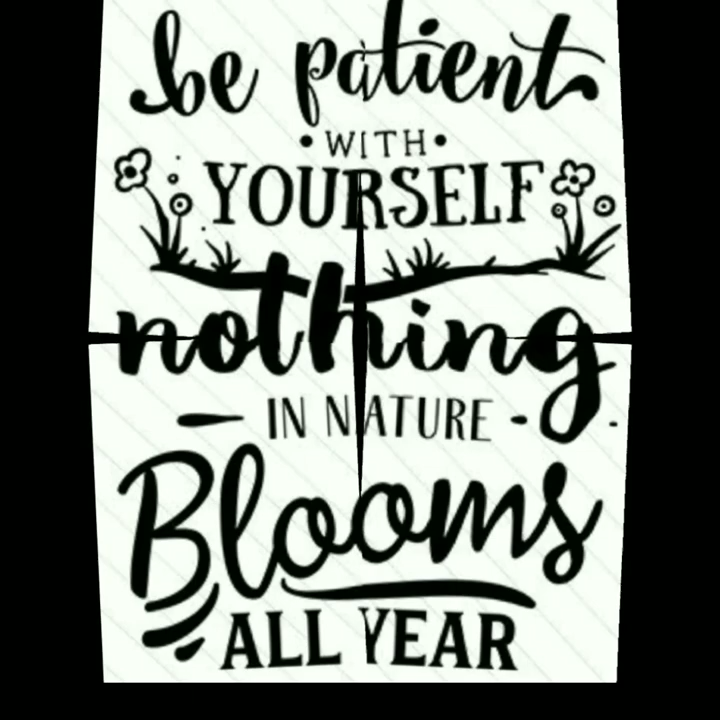 be patient
• WITH •
YOURSELF
nothing
IN NATURE
Blooms
ALL YEAR